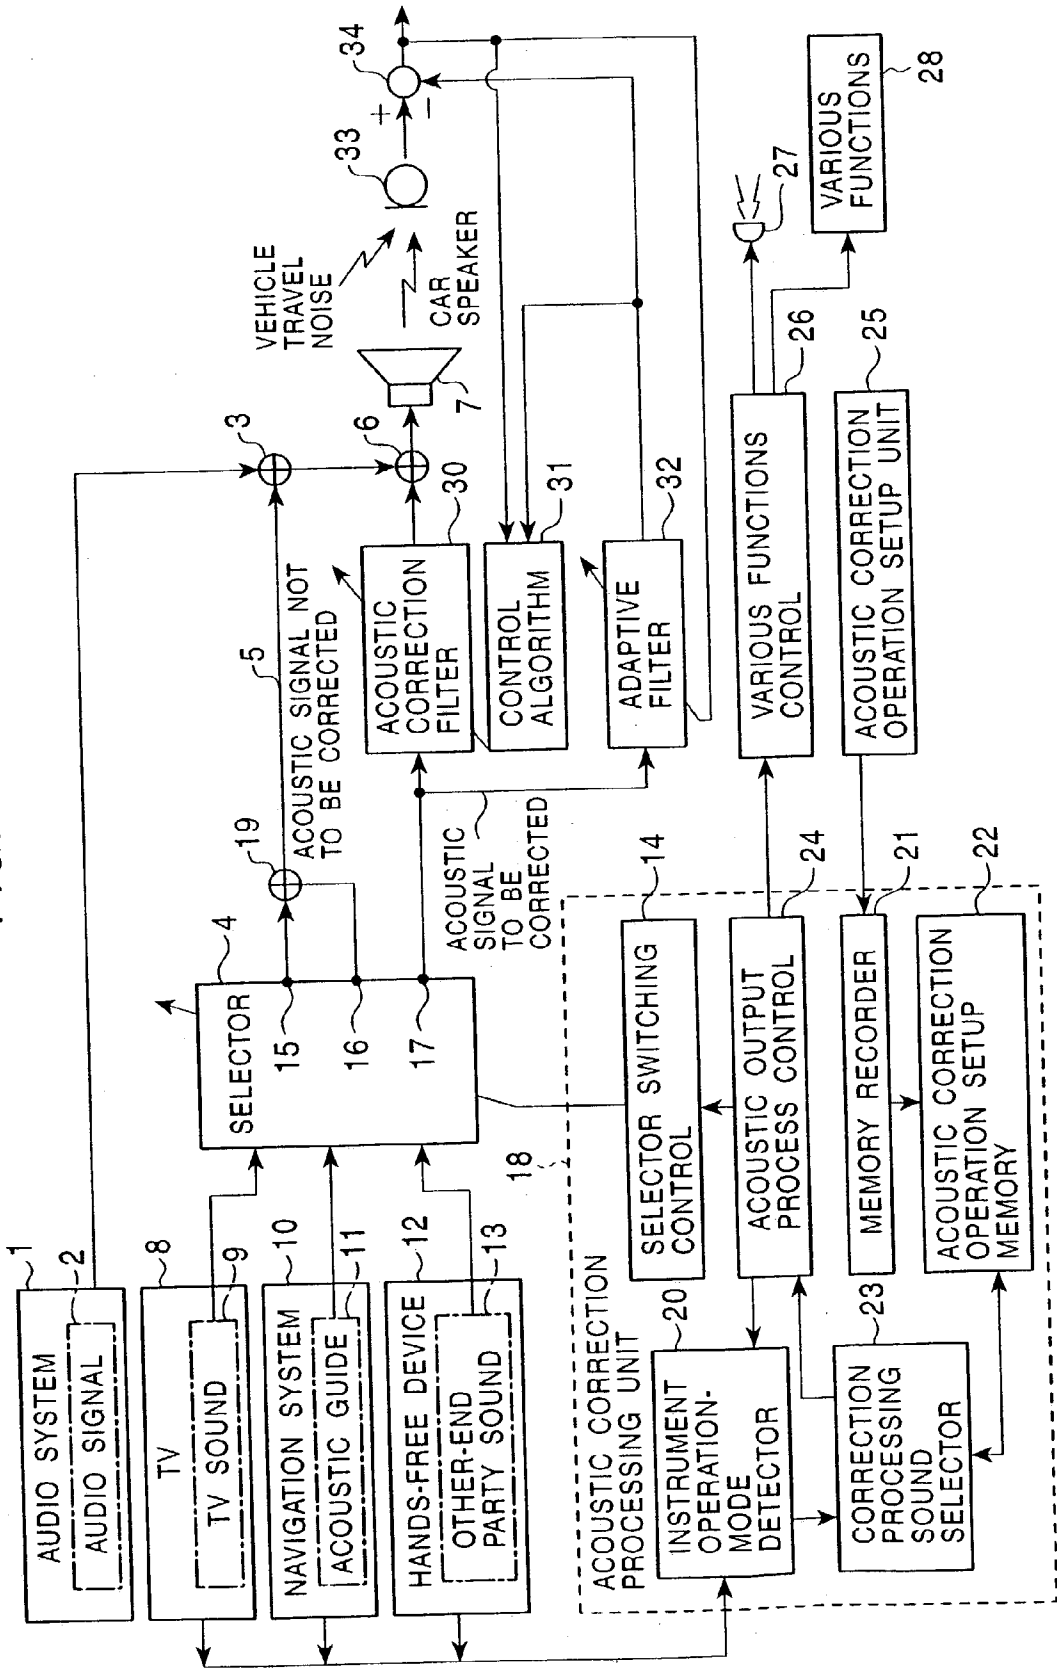 1
AUDIO SYSTEM
2
AUDIO SIGNAL
8
TV
9
TV SOUND
10
NAVIGATION SYSTEM
11
ACOUSTIC GUIDE
12
HANDS-FREE DEVICE
13
OTHER-END
PARTY SOUND
4
SELECTOR
15
16
17
19
5
ACOUSTIC SIGNAL NOT
TO BE CORRECTED
3
6
ACOUSTIC
SIGNAL
TO BE
CORRECTED
ACOUSTIC
CORRECTION
FILTER
30
CONTROL
ALGORITHM
31
ADAPTIVE
FILTER
32
7
CAR
SPEAKER
VEHICLE
TRAVEL
NOISE
33
+
−
34
18
ACOUSTIC CORRECTION
PROCESSING UNIT
20
INSTRUMENT
OPERATION-
MODE
DETECTOR
23
CORRECTION
PROCESSING
SOUND
SELECTOR
14
SELECTOR SWITCHING
CONTROL
24
ACOUSTIC OUTPUT
PROCESS CONTROL
21
MEMORY RECORDER
22
ACOUSTIC CORRECTION
OPERATION SETUP
MEMORY
26
VARIOUS FUNCTIONS
CONTROL
25
ACOUSTIC CORRECTION
OPERATION SETUP UNIT
27
VARIOUS
FUNCTIONS
28